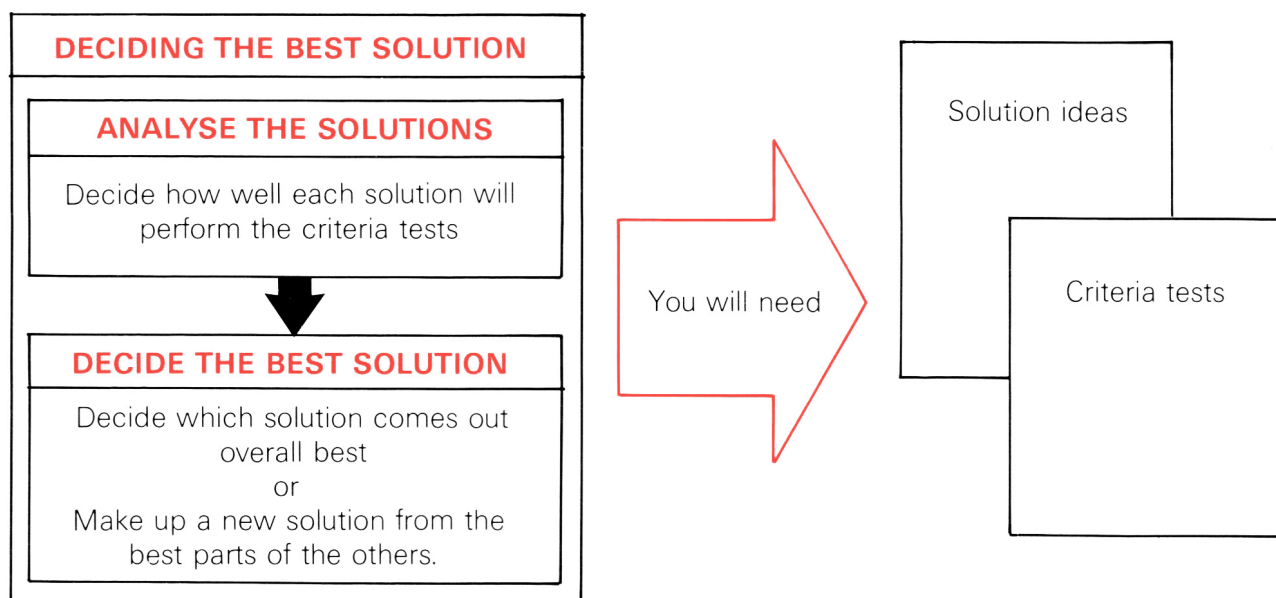 DECIDING THE BEST SOLUTION
ANALYSE THE SOLUTIONS
Decide how well each solution will
perform the criteria tests
DECIDE THE BEST SOLUTION
Decide which solution comes out
overall best
or
Make up a new solution from the
best parts of the others.
You will need
Solution ideas
Criteria tests